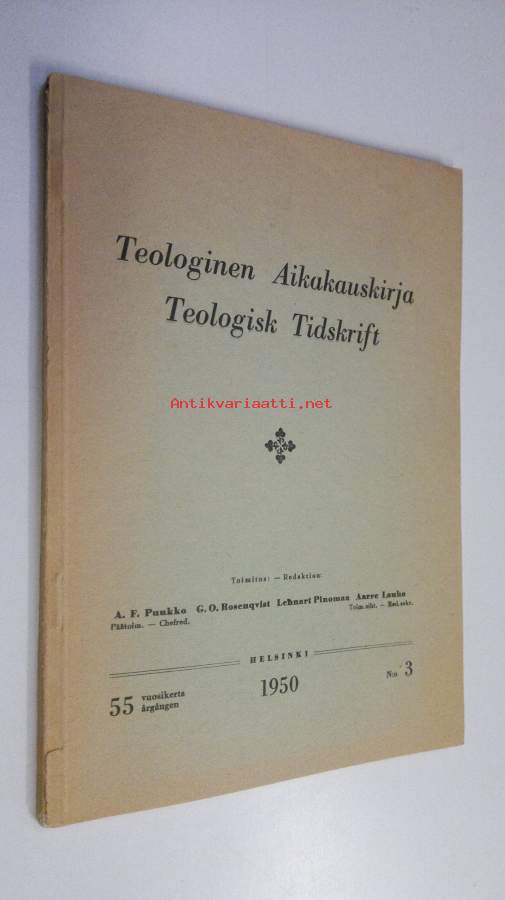 Teologinen Aikakauskirja
Teologisk Tidskrift
Antikvariaatti.net
Toimitus: — Redaktion:
A. F. Puukko G. O. Rosenqvist Lennart Pinomaa Aarre Lauha
Päätoim. — Chefred. Toim.siht. — Red.sekr.
HELSINKI
55 vuosikerta årgången 1950 N:o 3